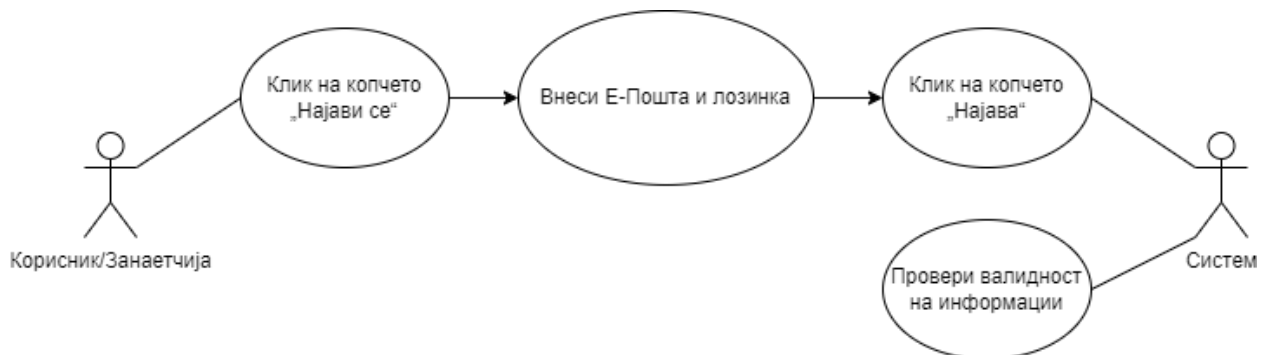 Клик на копчето
„Најави се“
Внеси Е-Пошта и лозинка
Клик на копчето
„Најава“
Корисник/Занаетчија
Систем
Провери валидност
на информации